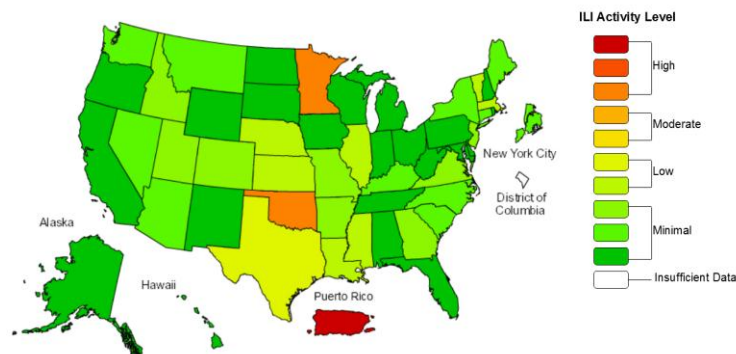 ILI Activity Level
High
Moderate
Low
Minimal
Insufficient Data
New York City
District of
Columbia
Alaska
Hawaii
Puerto Rico